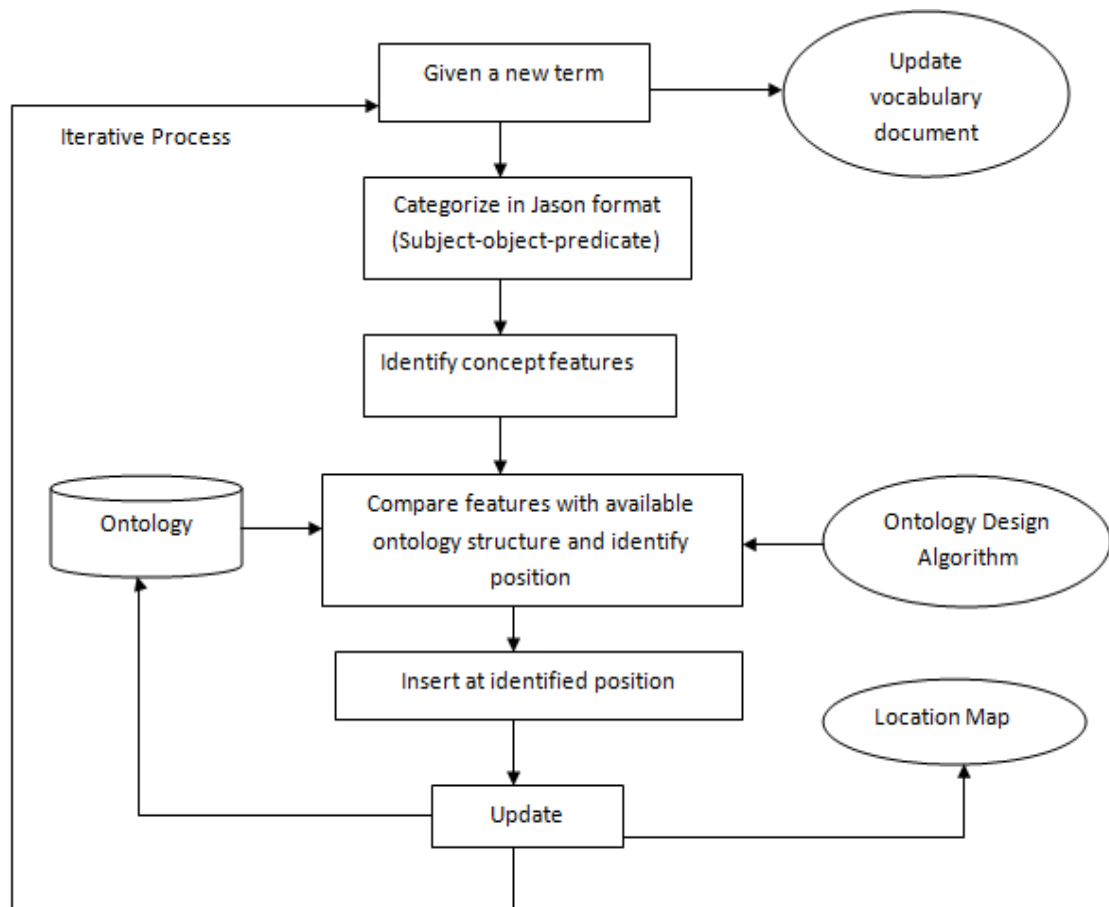 Given a new term
Update
vocabulary
document
Iterative Process
Categorize in Jason format
(Subject-object-predicate)
Identify concept features
Ontology
Compare features with available
ontology structure and identify
position
Ontology Design
Algorithm
Insert at identified position
Location Map
Update